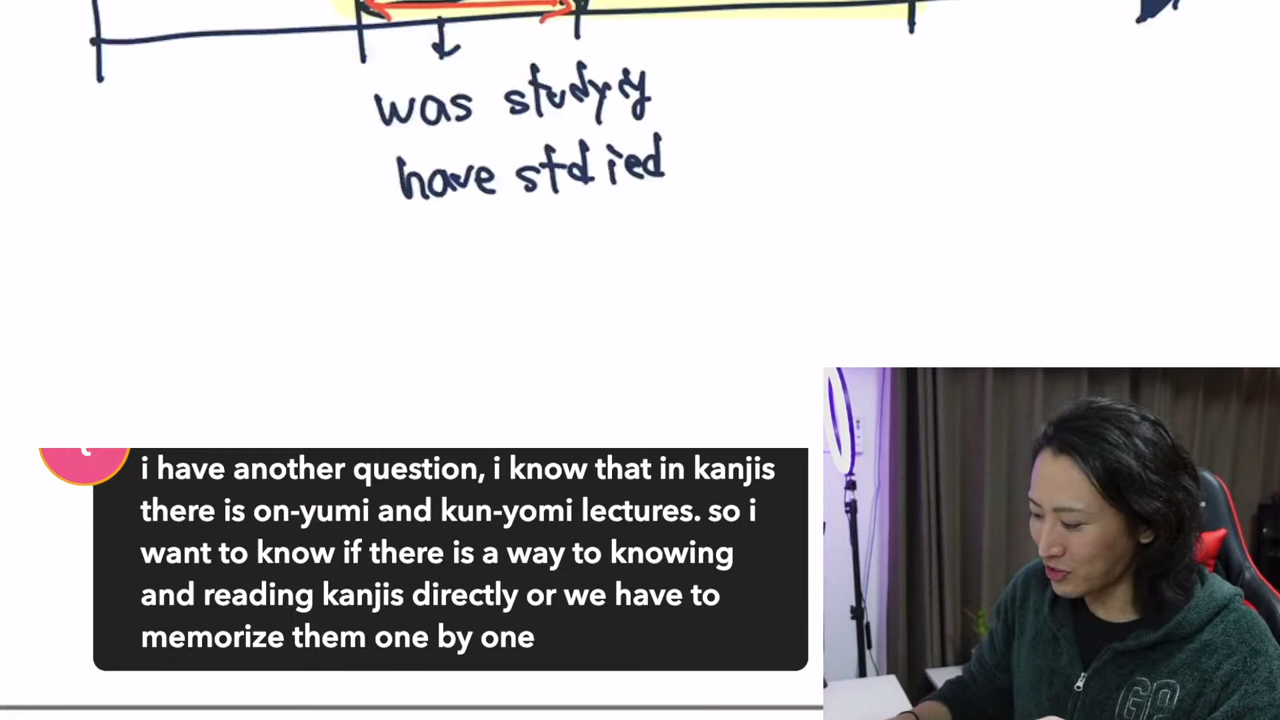 was studyıy
have stdied
i have another question, i know that in kanjis
there is on-yumi and kun-yomi lectures. so i
want to know if there is a way to knowing
and reading kanjis directly or we have to
memorize them one by one